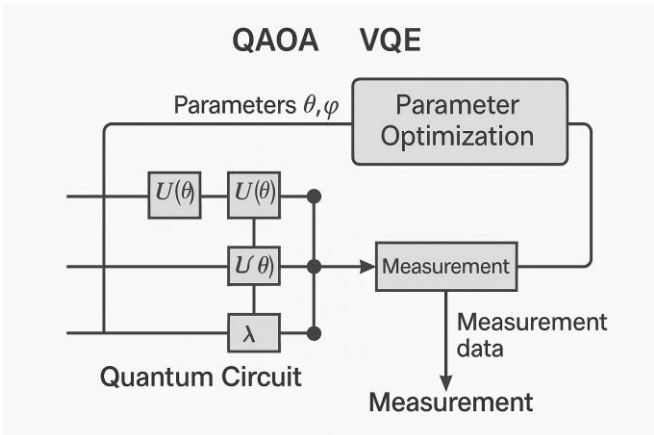 QAOA VQE
Parameters θ,φ
Parameter
Optimization
U(θ)
U(θ)
U θ)
λ
Measurement
Measurement
data
Quantum Circuit
Measurement